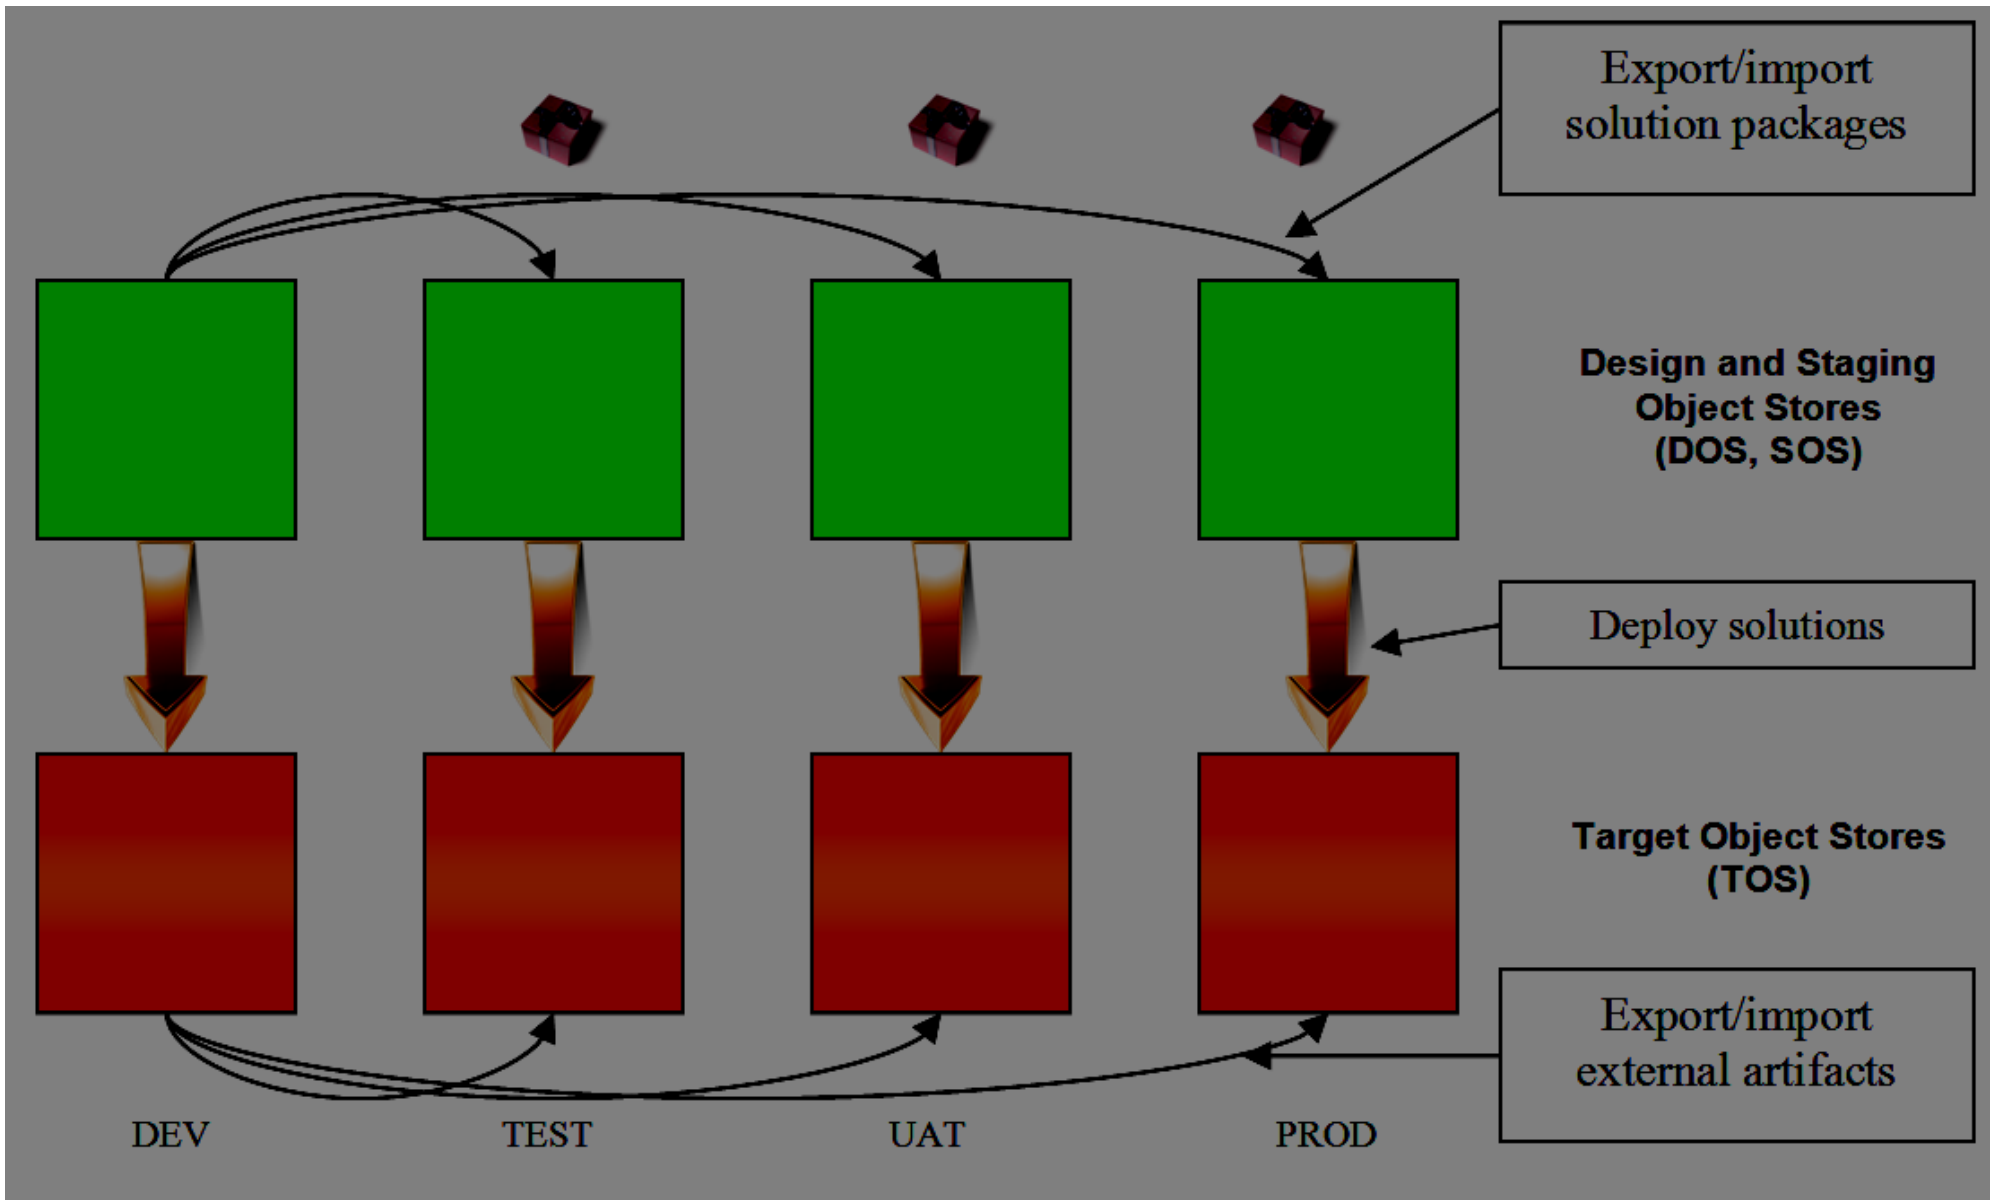 Export/import
solution packages
Design and Staging
Object Stores
(DOS, SOS)
Deploy solutions
Target Object Stores
(TOS)
Export/import
external artifacts
DEV
TEST
UAT
PROD